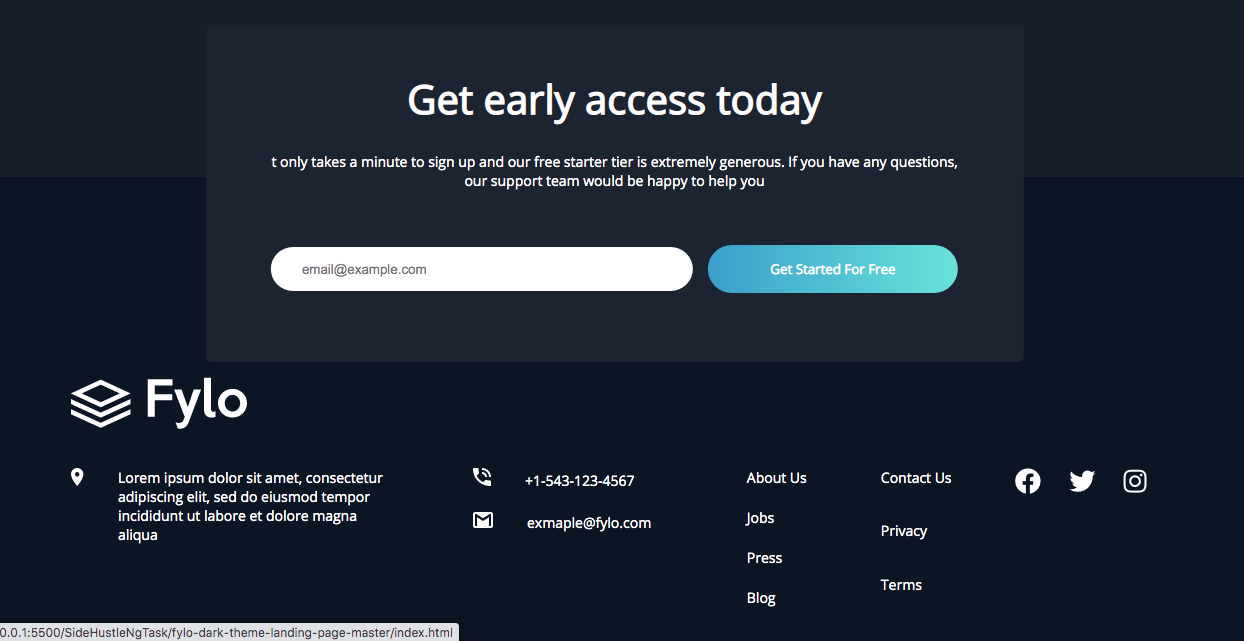 Get early access today
t only takes a minute to sign up and our free starter tier is extremely generous. If you have any questions,
our support team would be happy to help you
email@example.com
Get Started For Free
Fylo
Lorem ipsum dolor sit amet, consectetur
adipiscing elit, sed do eiusmod tempor
incididunt ut labore et dolore magna
aliqua
+1-543-123-4567
exmaple@fylo.com
About Us
Jobs
Press
Blog
Contact Us
Privacy
Terms
0.0.1:5500/SideHustleNgTask/fylo-dark-theme-landing-page-master/index.html